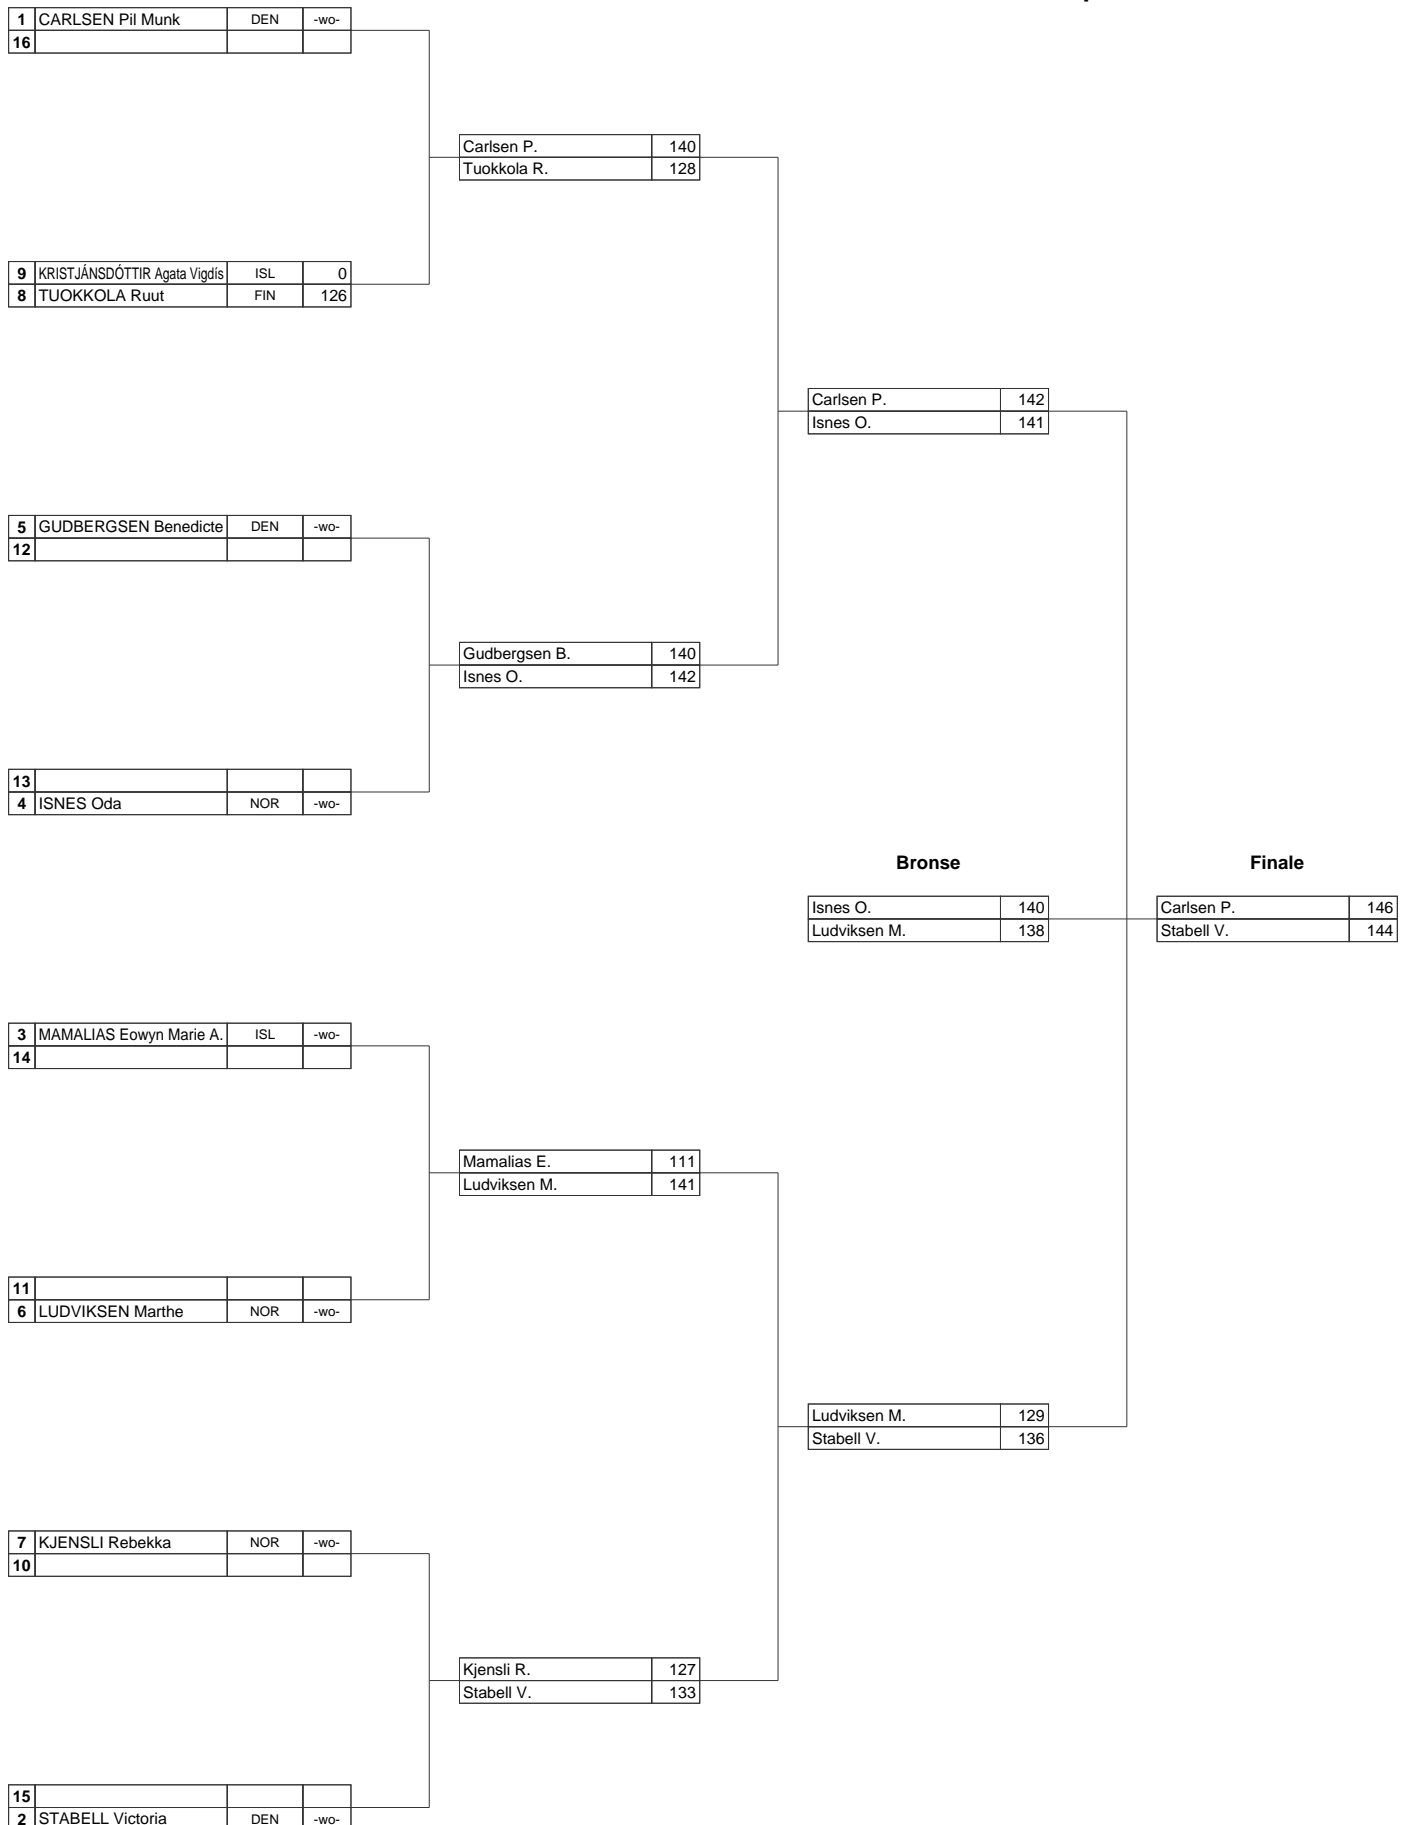 1 CARLSEN Pil Munk DEN -wo-
16
Carlsen P. 140
Tuokkola R. 128
9 KRISTJÁNSDÓTTIR Agata Vigdís ISL 0
8 TUOKKOLA Ruut FIN 126
Carlsen P. 142
Isnes O. 141
5 GUDBERGSEN Benedicte DEN -wo-
12
Gudbergsen B. 140
Isnes O. 142
13
4 ISNES Oda NOR -wo-
Bronse Finale
Isnes O. 140 Carlsen P. 146
Ludviksen M. 138 Stabell V. 144
3 MAMALIAS Eowyn Marie A. ISL -wo-
14
Mamalias E. 111
Ludviksen M. 141
11
6 LUDVIKSEN Marthe NOR -wo-
Ludviksen M. 129
Stabell V. 136
7 KJENSLI Rebekka NOR -wo-
10
Kjensli R. 127
Stabell V. 133
15
2 STABELL Victoria DEN -wo-